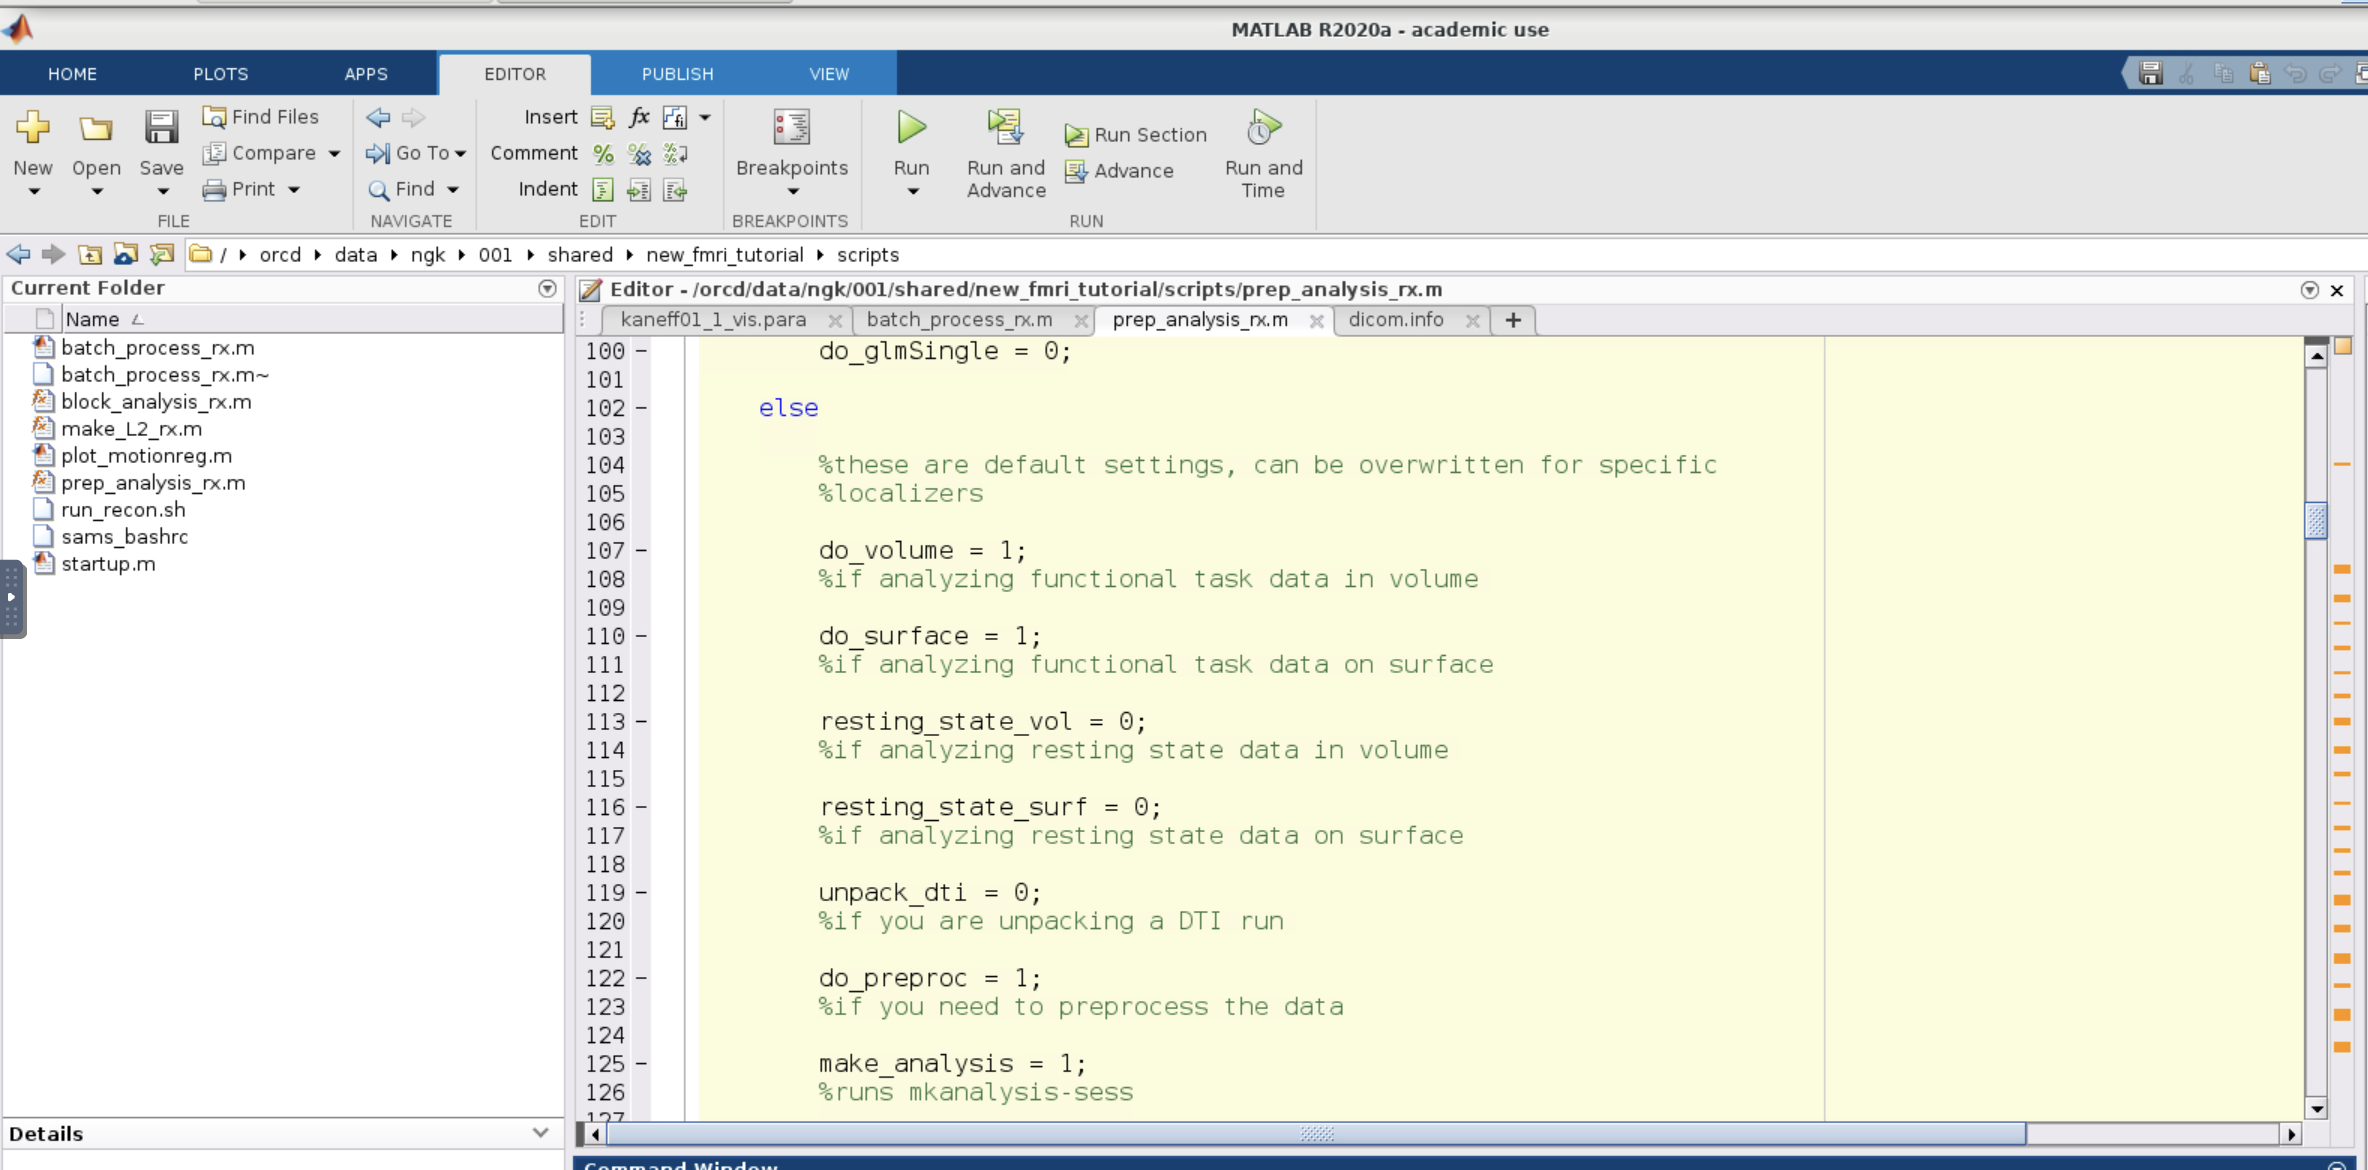 MATLAB R2020a - academic use
HOME PLOTS APPS EDITOR PUBLISH VIEW
New
Open
Save
Find Files
Compare
Print
FILE
Go To
Find
NAVIGATE
Insert fx
Comment
Indent
EDIT
Breakpoints
BREAKPOINTS
Run
Run and
Advance
Run Section
Advance
Run and
Time
RUN
/ orcd data ngk 001 shared new_fmri_tutorial scripts
Current Folder
Name
batch_process_rx.m
batch_process_rx.m~
block_analysis_rx.m
make_L2_rx.m
plot_motionreg.m
prep_analysis_rx.m
run_recon.sh
sams_bashrc
startup.m
Details
Editor - /orcd/data/ngk/001/shared/new_fmri_tutorial/scripts/prep_analysis_rx.m
kaneff01_1_vis.para batch_process_rx.m prep_analysis_rx.m dicom.info +
100 - do_glmSingle = 0;
101
102 - else
103
104 %these are default settings, can be overwritten for specific
105 %localizers
106
107 - do_volume = 1;
108 %if analyzing functional task data in volume
109
110 - do_surface = 1;
111 %if analyzing functional task data on surface
112
113 - resting_state_vol = 0;
114 %if analyzing resting state data in volume
115
116 - resting_state_surf = 0;
117 %if analyzing resting state data on surface
118
119 - unpack_dti = 0;
120 %if you are unpacking a DTI run
121
122 - do_preproc = 1;
123 %if you need to preprocess the data
124
125 - make_analysis = 1;
126 %runs mkanalysis-sess
127
Command Window